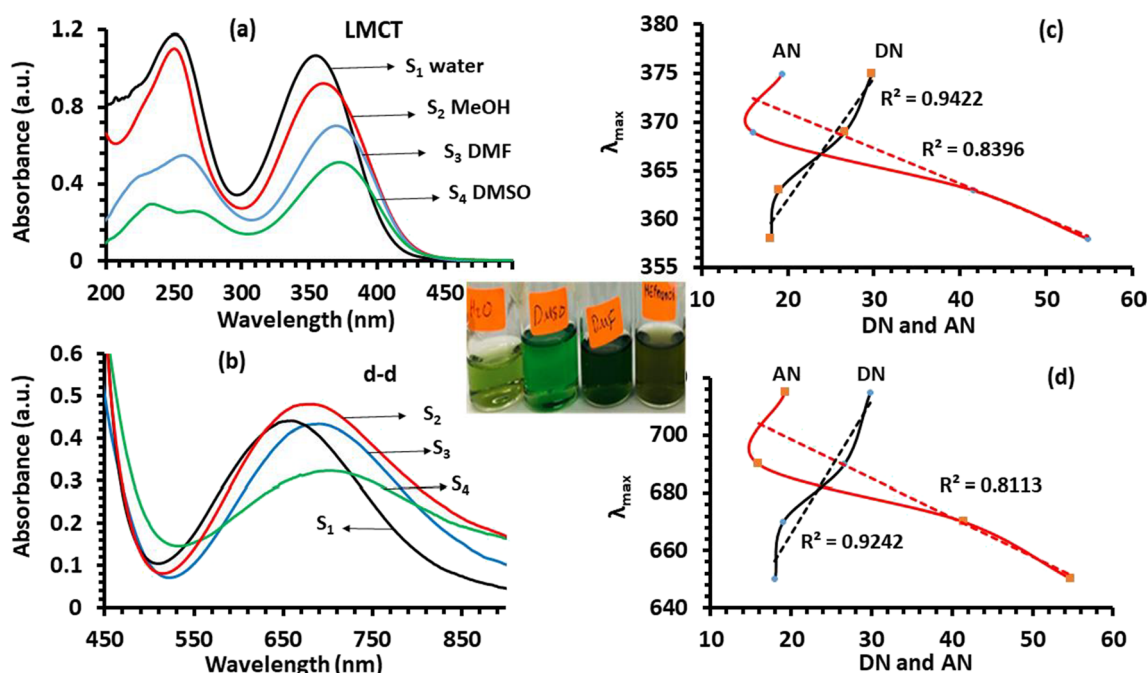 (a) LMCT
1.2
0.8
0.4
0
Absorbance (a.u.)
S₁ water
S₂ MeOH
S₃ DMF
S₄ DMSO
200 250 300 350 400 450
Wavelength (nm)
(c)
AN DN
R² = 0.9422
R² = 0.8396
375
370
365
360
355
λmax
10 20 30 40 50 60
DN and AN
H2O
DMSO
DMF
Methanol
(b) d-d
0.6
0.5
0.4
0.3
0.2
0.1
0
Absorbance (a.u.)
S₂
S₃
S₄
S₁
450 550 650 750 850
Wavelength (nm)
(d)
AN DN
R² = 0.8113
R² = 0.9242
700
680
660
640
λmax
10 20 30 40 50 60
DN and AN